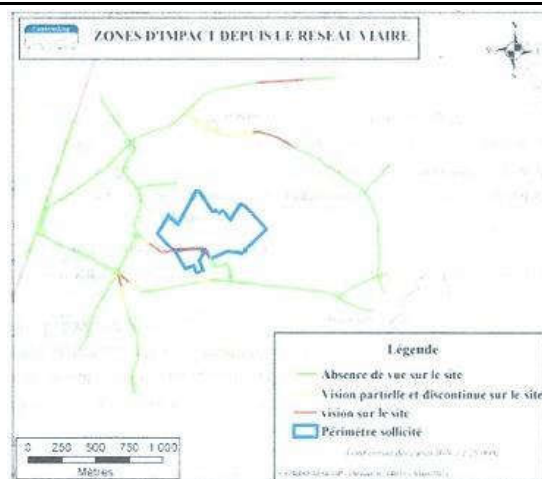 ZONES D'IMPACT DEPUIS LE RESEAU VIAIRE
Légende
Absence de vue sur le site
Vision partielle et discontinue sur le site
vision sur le site
Périmètre sollicité
0 250 500 750 1 000
Mètres